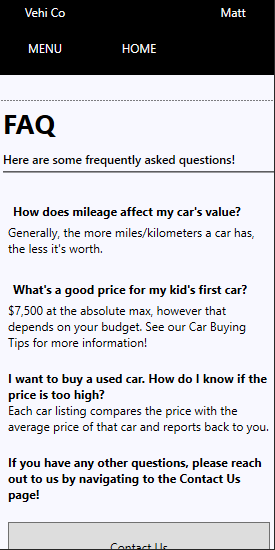 Vehi Co Matt
MENU HOME
FAQ
Here are some frequently asked questions!
How does mileage affect my car's value?
Generally, the more miles/kilometers a car has,
the less it's worth.
What's a good price for my kid's first car?
$7,500 at the absolute max, however that
depends on your budget. See our Car Buying
Tips for more information!
I want to buy a used car. How do I know if the
price is too high?
Each car listing compares the price with the
average price of that car and reports back to you.
If you have any other questions, please reach
out to us by navigating to the Contact Us
page!
Contact Us